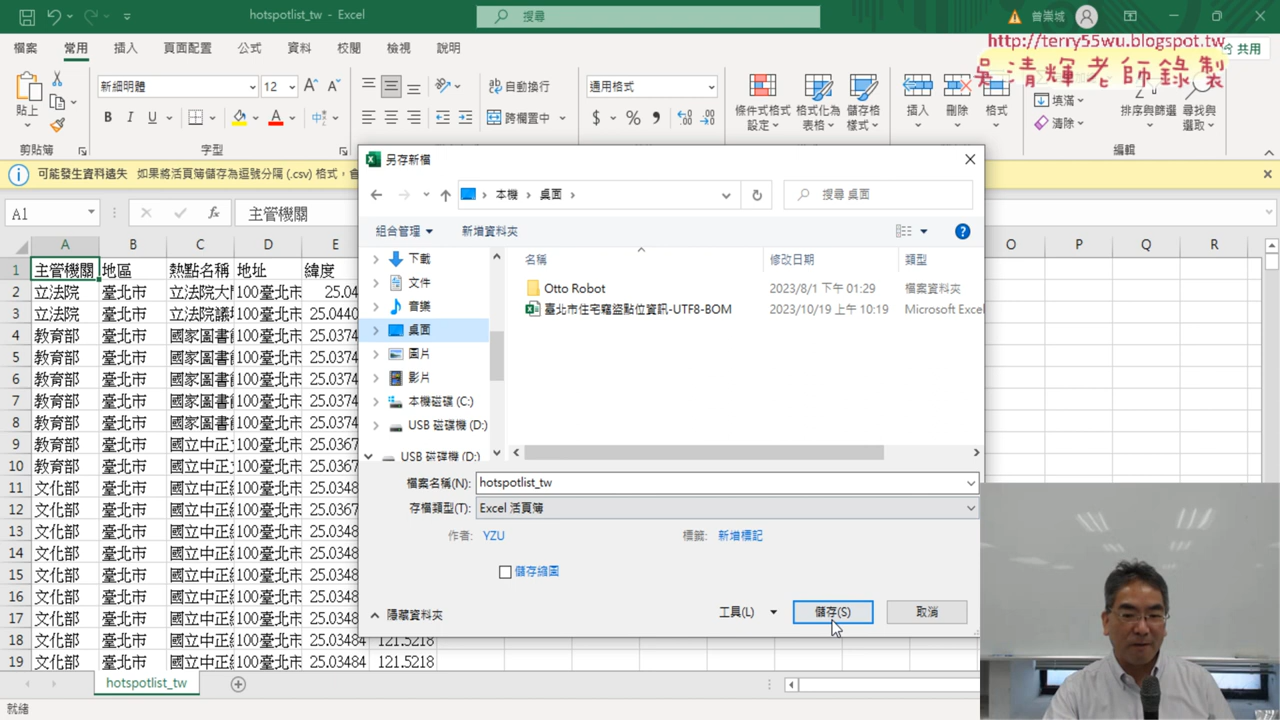 hotspotlist_tw - Excel
搜尋
曾崇城
http://terry55wu.blogspot.tw
吳清輝老師錄製
檔案 常用 插入 頁面配置 公式 資料 校閱 檢視 說明 共用
新細明體 12 自動換行 通用格式
貼上 B I U 跨欄置中 $ % 條件式格式設定 格式化為表格 儲存格樣式 插入 刪除 格式 填滿 清除 排序與篩選 尋找與選取
剪貼簿 字型 編輯
可能發生資料遺失 如果將活頁簿儲存為逗號分隔 (.csv) 格式,
A1 fx 主管機關
A B C D E O P Q R
1 主管機關 地區 熱點名稱 地址 緯度
2 立法院 臺北市 立法院大 100臺北市 25.04
3 立法院 臺北市 立法院議 100臺北市 25.0440
4 教育部 臺北市 國家圖書 100臺北市 25.0374
5 教育部 臺北市 國家圖書 100臺北市 25.0374
6 教育部 臺北市 國家圖書 100臺北市 25.0374
7 教育部 臺北市 國家圖書 100臺北市 25.0374
8 教育部 臺北市 國家圖書 100臺北市 25.0374
9 教育部 臺北市 國立中正 100臺北市 25.0367
10 教育部 臺北市 國立中正 100臺北市 25.0367
11 文化部 臺北市 國立中正 100臺北市 25.0348
12 文化部 臺北市 國立中正 100臺北市 25.0367
13 文化部 臺北市 國立中正 100臺北市 25.0348
14 文化部 臺北市 國立中正 100臺北市 25.0348
15 文化部 臺北市 國立中正 100臺北市 25.03484
16 文化部 臺北市 國立中正 100臺北市 25.03484
17 文化部 臺北市 國立中正 100臺北市 25.03484
18 文化部 臺北市 國立中正 100臺北市 25.03484 121.5218
19 文化部 臺北市 國立中正 100臺北市 25.03484 121.5218
hotspotlist_tw
就緒
另存新檔
本機 桌面 搜尋 桌面
組合管理 新增資料夾
下載
文件
音樂
桌面
圖片
影片
本機磁碟 (C:)
USB 磁碟機 (D:)
USB 磁碟機 (D:)
名稱 修改日期 類型
Otto Robot 2023/8/1 下午 01:29 檔案資料夾
臺北市住宅竊盜點位資訊-UTF8-BOM 2023/10/19 上午 10:19 Microsoft Exce
檔案名稱(N): hotspotlist_tw
存檔類型(T): Excel 活頁簿
作者: YZU 標籤: 新增標記
儲存縮圖
隱藏資料夾 工具(L) 儲存(S) 取消